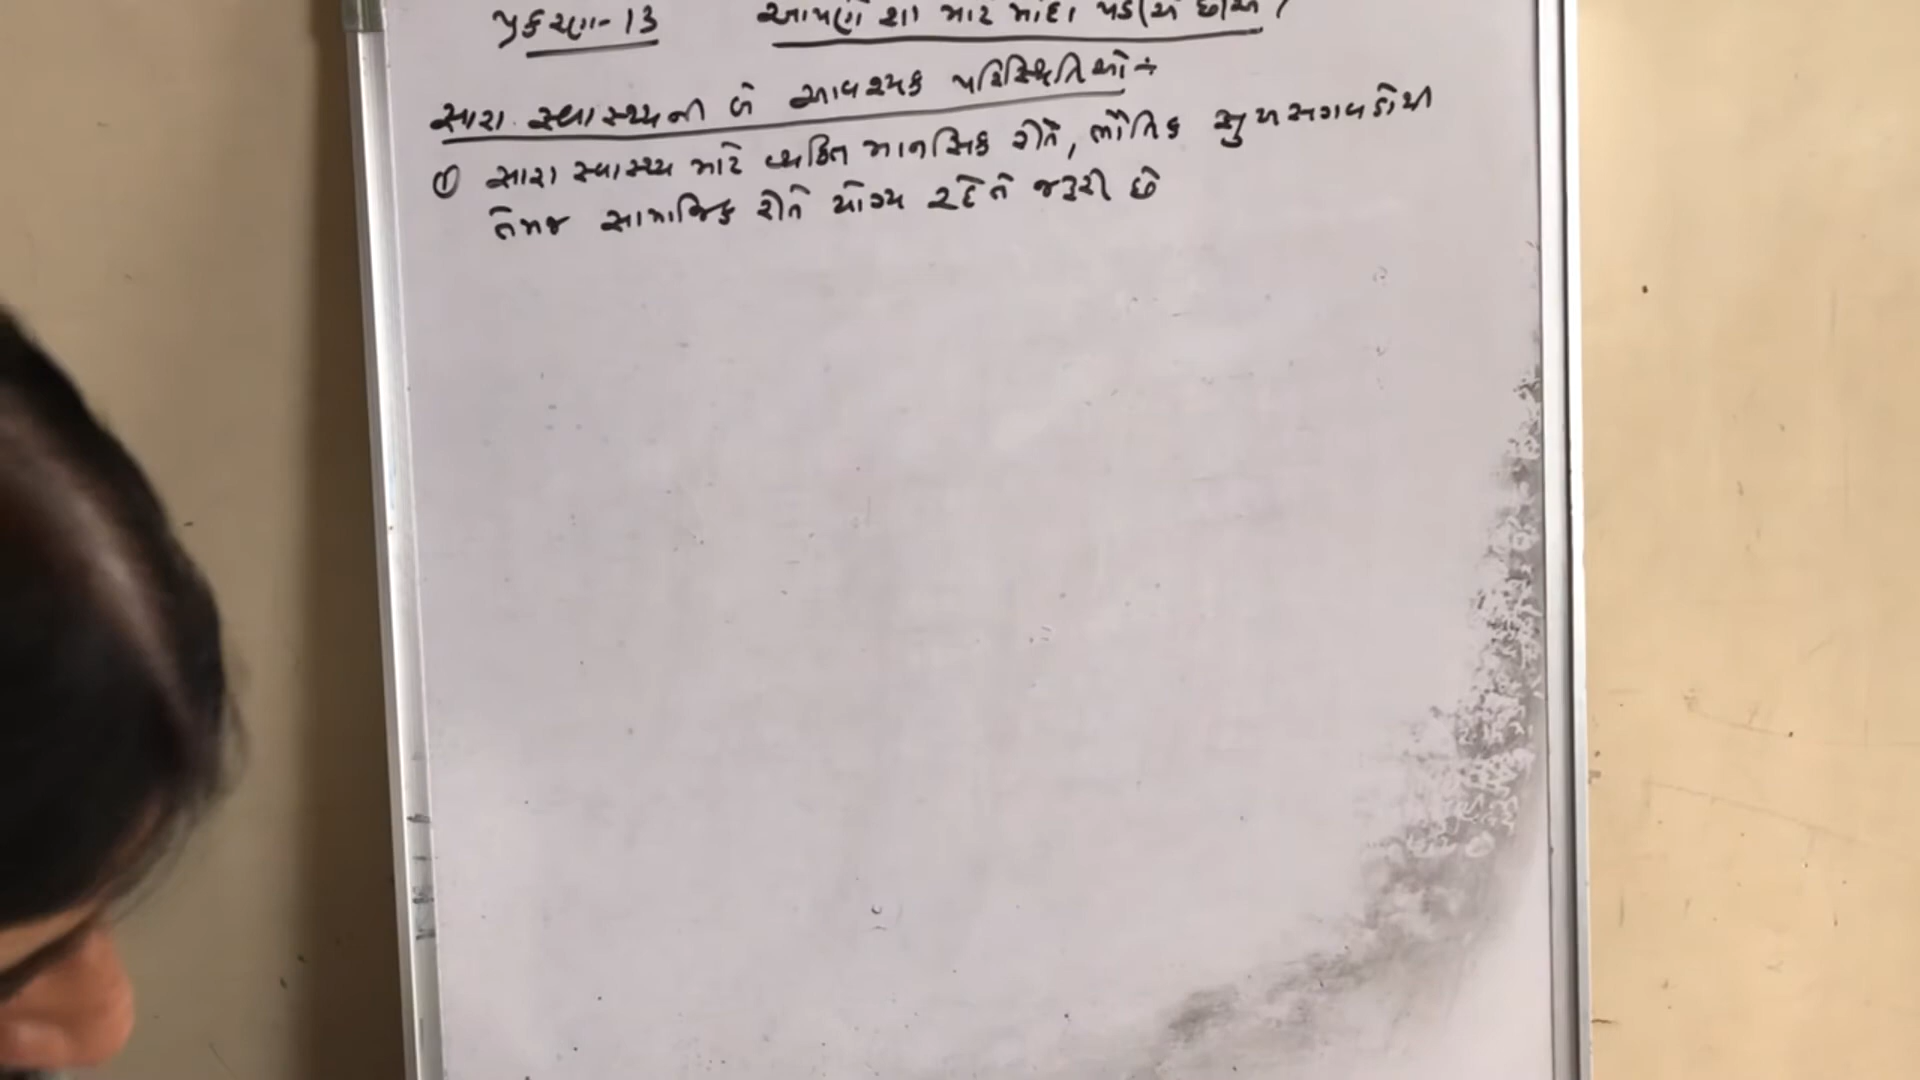 પ્રકરણ-13 આપણે શા માટે માંદા પડીએ છીએ ?
સારા સ્વાસ્થ્યની બે આવશ્યક પરિસ્થિતિઓ ÷
① સારા સ્વાસ્થ્ય માટે વ્યક્તિ માનસિક રીતે, ભૌતિક સુખસગવડોથી
તેમજ સામાજિક રીતે યોગ્ય રહે તે જરૂરી છે